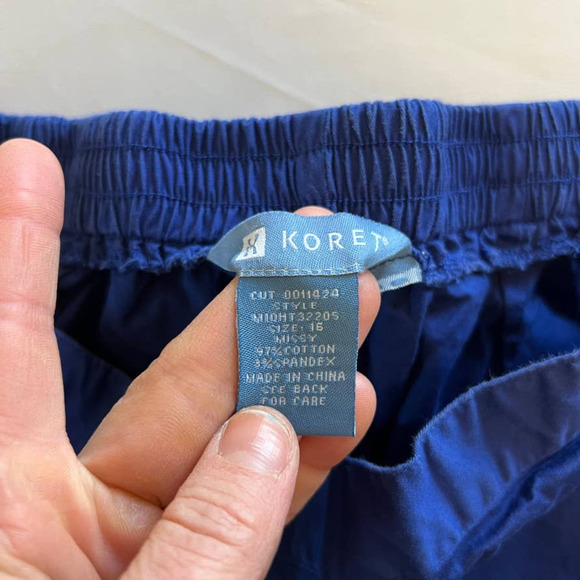 KORET®
CUT 0011424
STYLE
MIGHT32205
SIZE: 16
MISSY
97% COTTON
3% SPANDEX
MADE IN CHINA
SEE BACK
FOR CARE